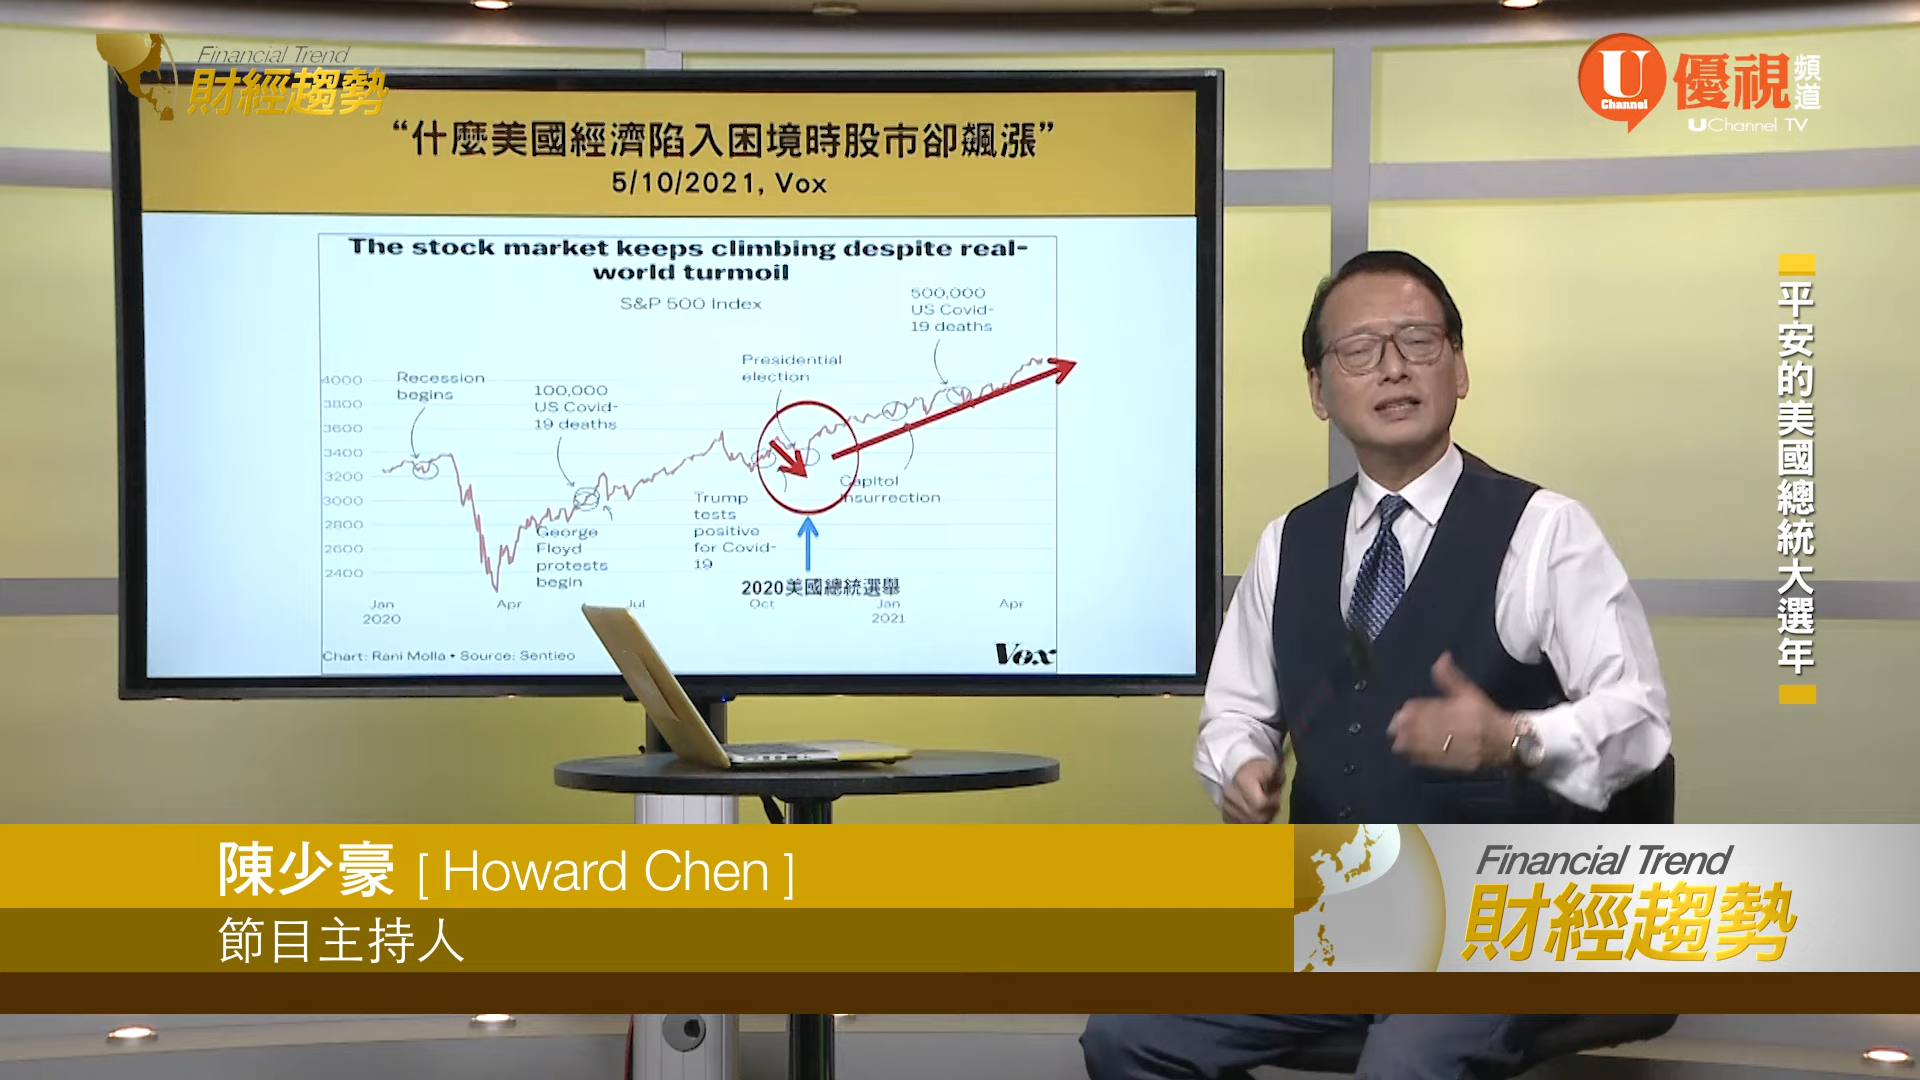 Financial Trend
財經趨勢
U
Channel
優視
頻道
UChannel TV
“什麼美國經濟陷入困境時股市卻飆漲”
5/10/2021, Vox
The stock market keeps climbing despite real-
world turmoil
S&P 500 Index
500,000
US Covid-
19 deaths
Presidential
election
Recession
begins
100,000
US Covid-
19 deaths
4000
3800
3600
3400
3200
3000
2800
2600
2400
Capitol
insurrection
Trump
tests
positive
for Covid-
19
George
Floyd
protests
begin
2020美國總統選舉
Jan
2020
Apr
Jul
Oct
Jan
2021
Apr
Chart: Rani Molla • Source: Sentieo
Vox
平安的美國總統大選年
陳少豪 [ Howard Chen ]
節目主持人
Financial Trend
財經趨勢